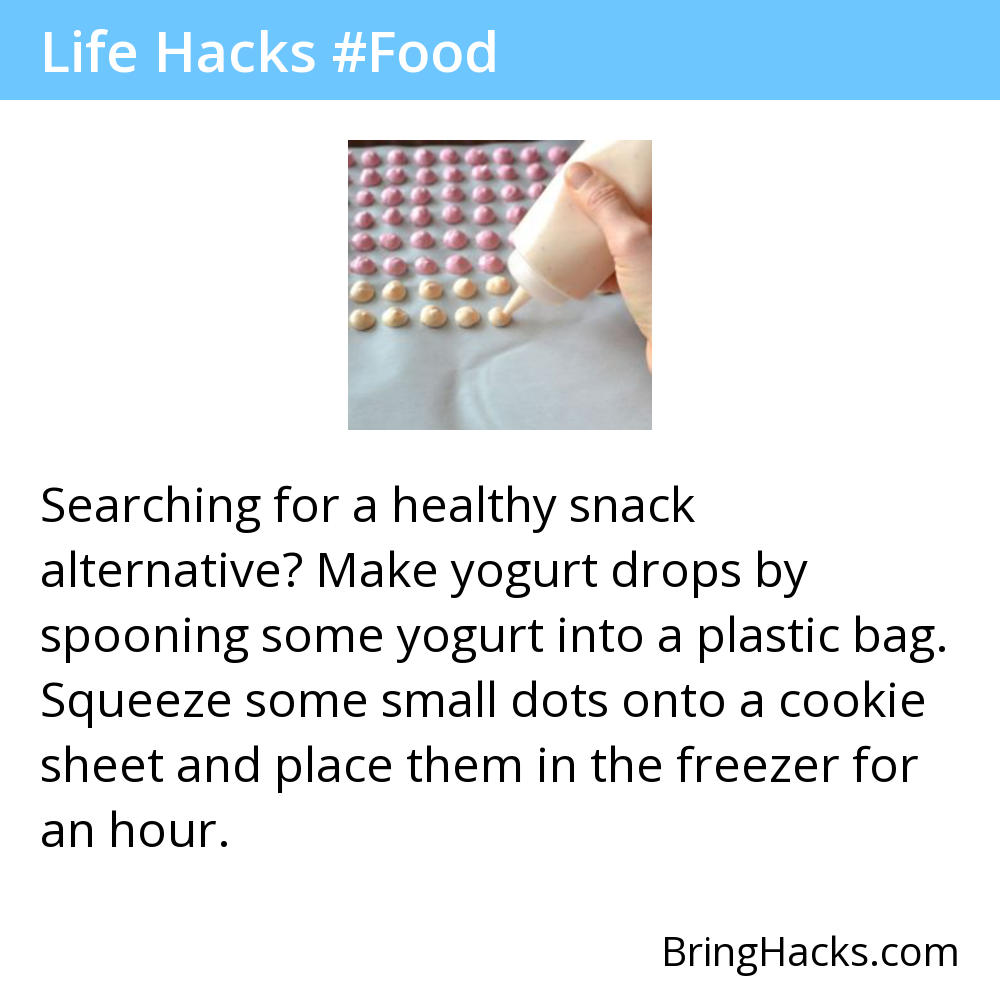 Life Hacks #Food
Searching for a healthy snack
alternative? Make yogurt drops by
spooning some yogurt into a plastic bag.
Squeeze some small dots onto a cookie
sheet and place them in the freezer for
an hour.
BringHacks.com